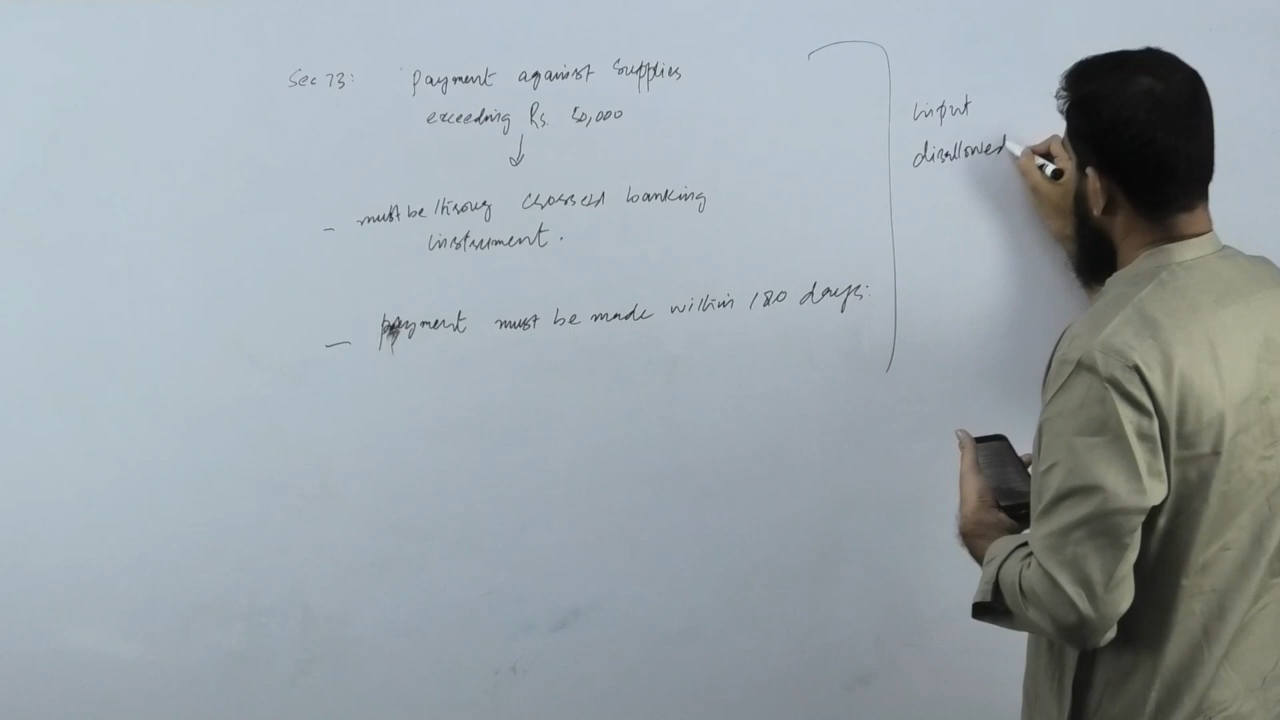 Sec 73: Payment against supplies
exceeding Rs. 50,000
↓
- must be throug crossed banking
instrument.
- payment must be made within 180 days.
input
disallowed